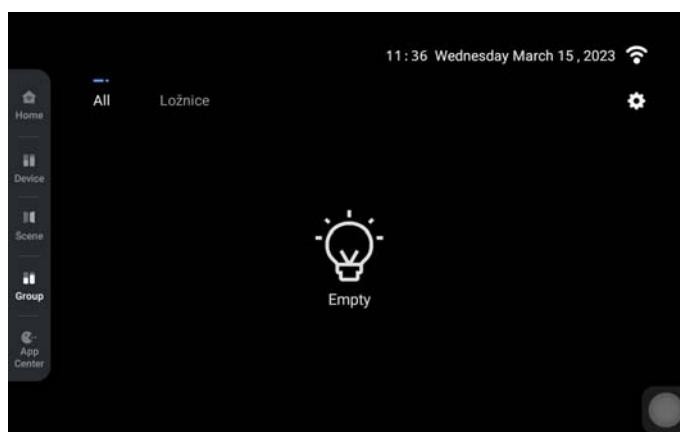 11:36 Wednesday March 15, 2023
All
Ložnice
Home
Device
Scene
Group
App
Center
Empty